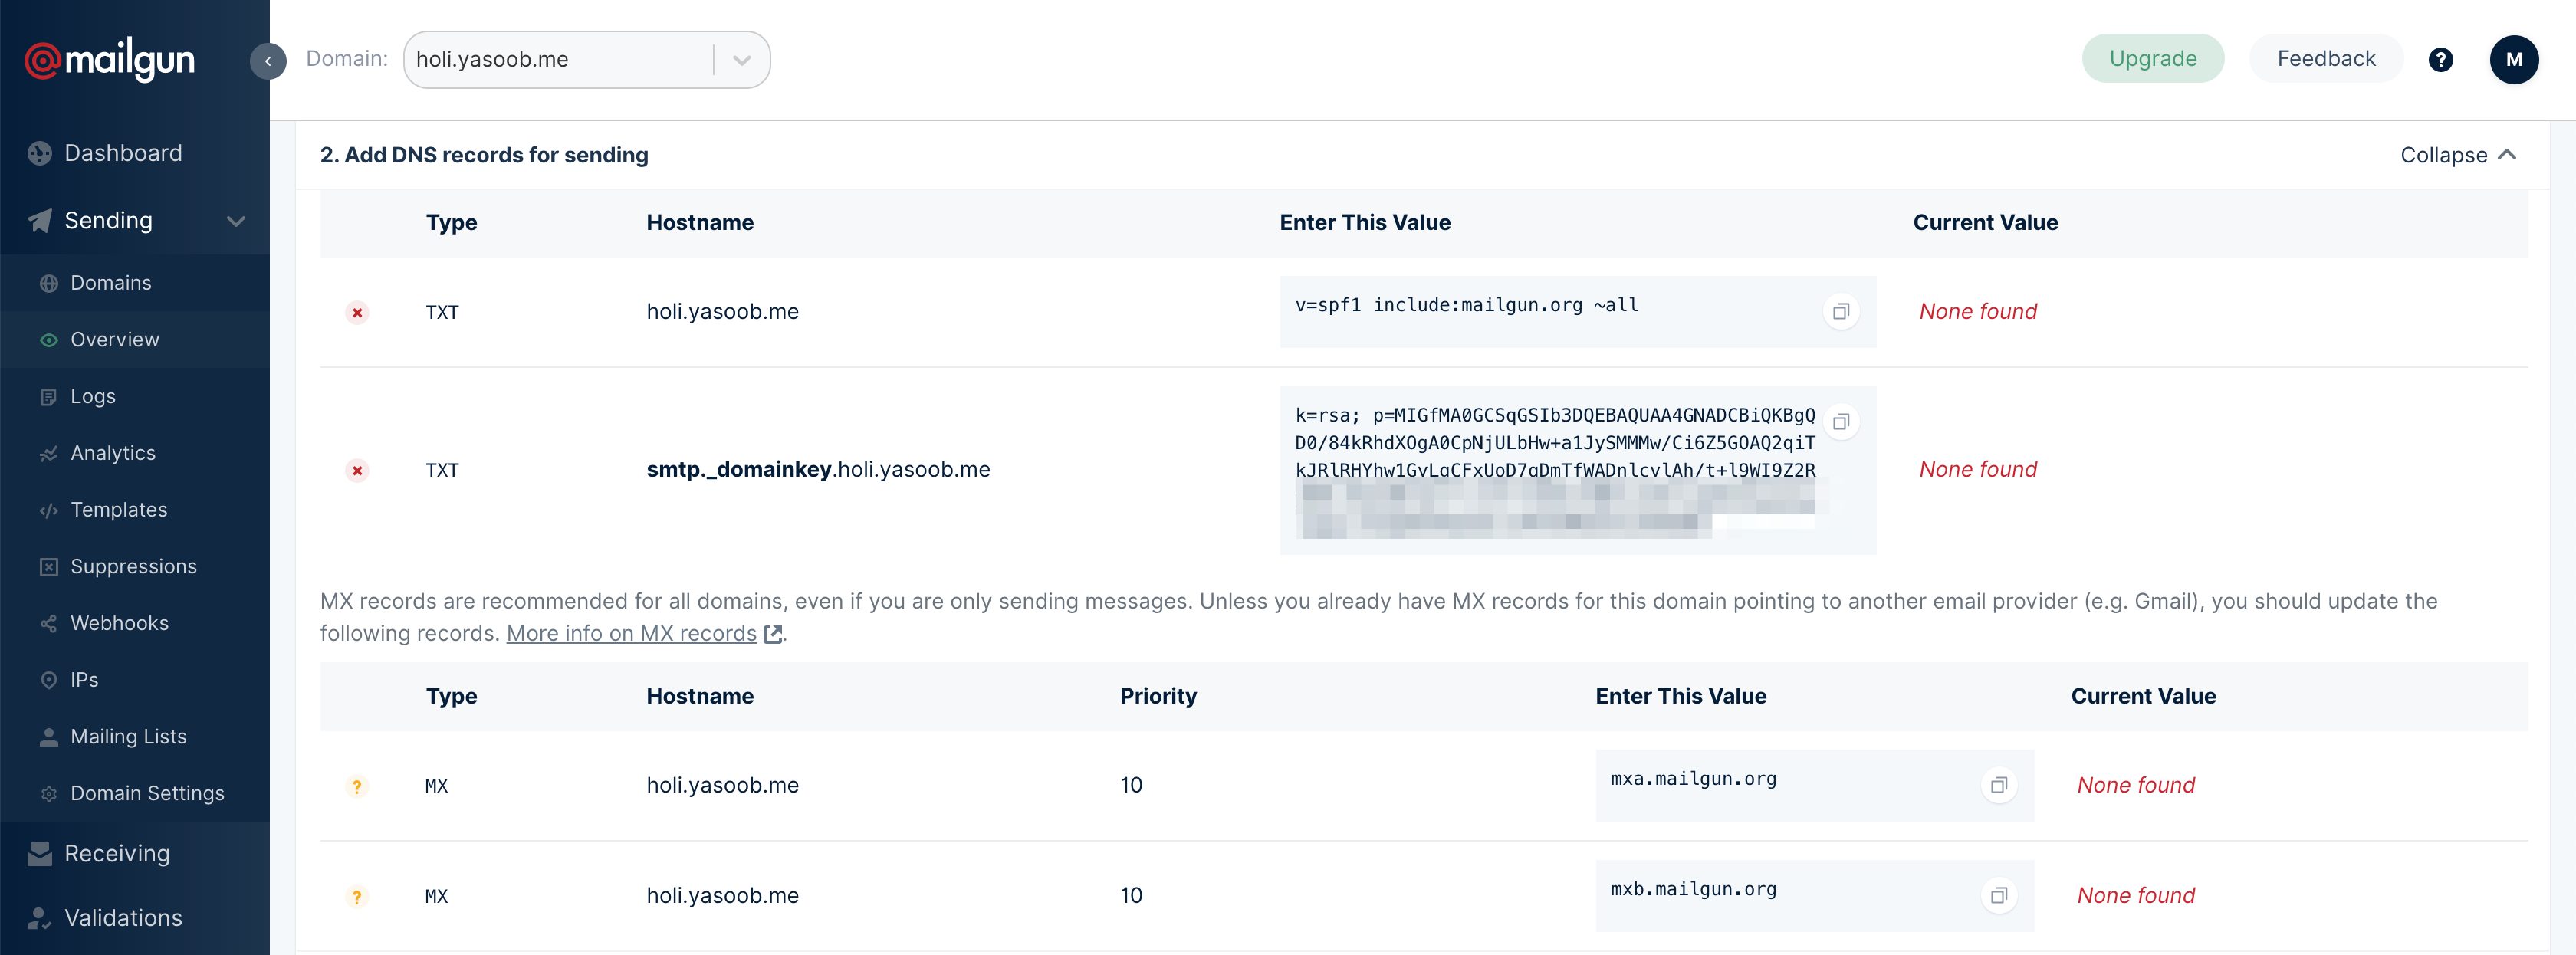 @mailgun
Domain:
holi.yasoob.me
Upgrade
Feedback
?
M
Dashboard
Sending
Domains
Overview
Logs
Analytics
Templates
Suppressions
Webhooks
IPs
Mailing Lists
Domain Settings
Receiving
Validations
2. Add DNS records for sending
Collapse
Type Hostname Enter This Value Current Value
TXT holi.yasoob.me v=spf1 include:mailgun.org ~all None found
TXT smtp._domainkey.holi.yasoob.me None found
k=rsa; p=MIGfMA0GCSqGSIb3DQEBAQUAA4GNADCBiQKBgQ
D0/84kRhdXOgA0CpNjULbHw+a1JySMMMw/Ci6Z5GOAQ2qiT
kJRlRHYhw1GvLqCFxUoD7qDmTfWADnlcvlAh/t+l9WI9Z2R
MX records are recommended for all domains, even if you are only sending messages. Unless you already have MX records for this domain pointing to another email provider (e.g. Gmail), you should update the
following records. More info on MX records.
Type Hostname Priority Enter This Value Current Value
? MX holi.yasoob.me 10 mxa.mailgun.org None found
? MX holi.yasoob.me 10 mxb.mailgun.org None found